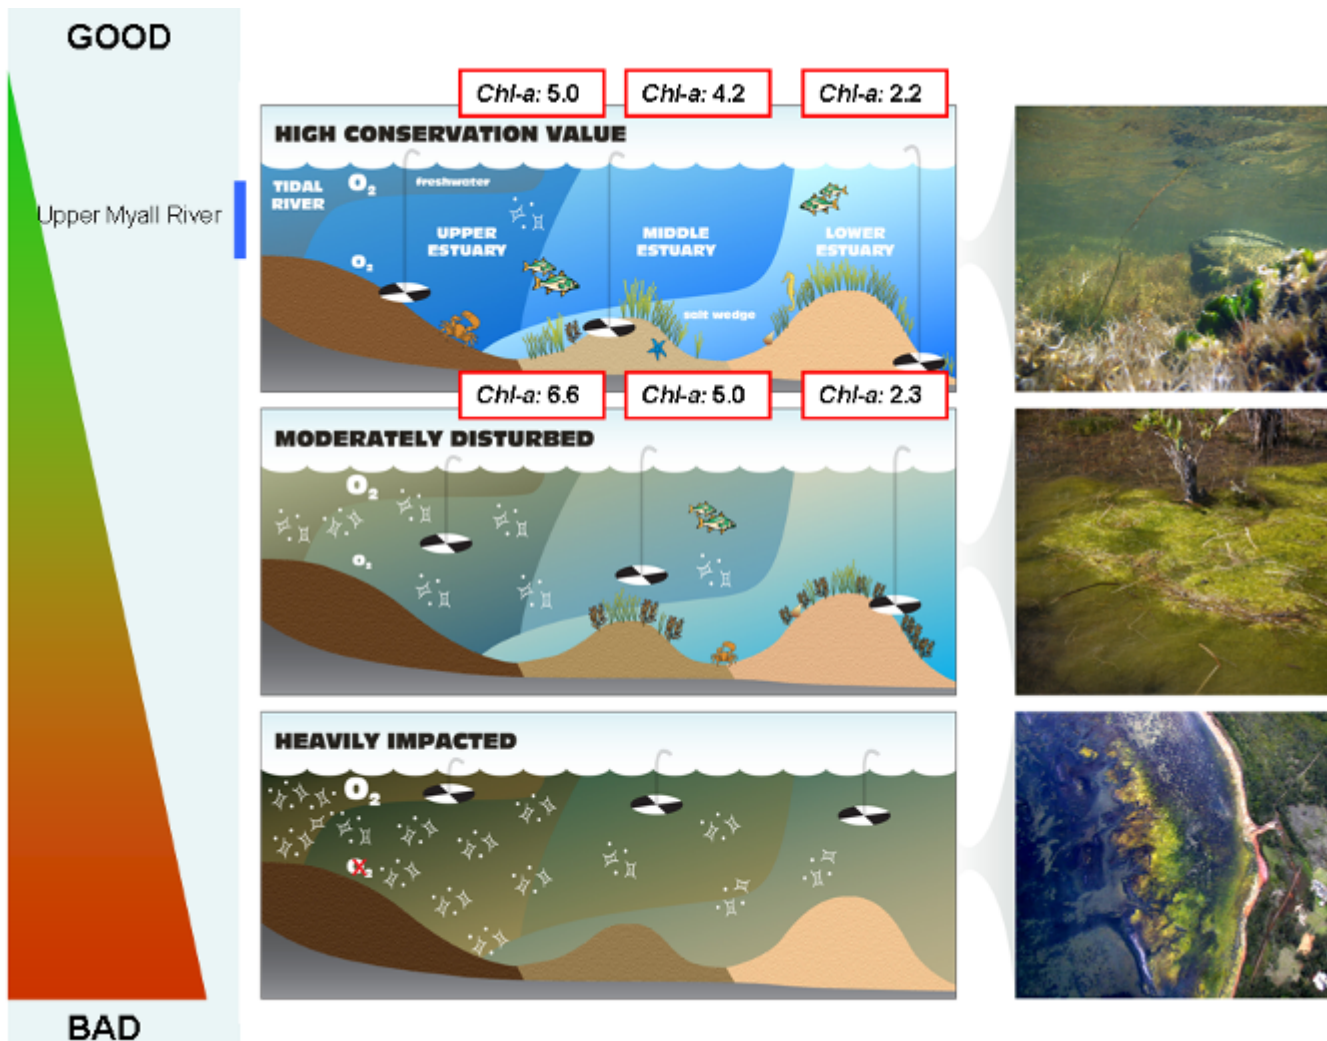 GOOD
Upper Myall River
Chl-a: 5.0
Chl-a: 4.2
Chl-a: 2.2
HIGH CONSERVATION VALUE
TIDAL
RIVER
O2
freshwater
UPPER
ESTUARY
MIDDLE
ESTUARY
LOWER
ESTUARY
O2
salt wedge
Chl-a: 6.6
Chl-a: 5.0
Chl-a: 2.3
MODERATELY DISTURBED
O2
O2
HEAVILY IMPACTED
O2
O2
BAD